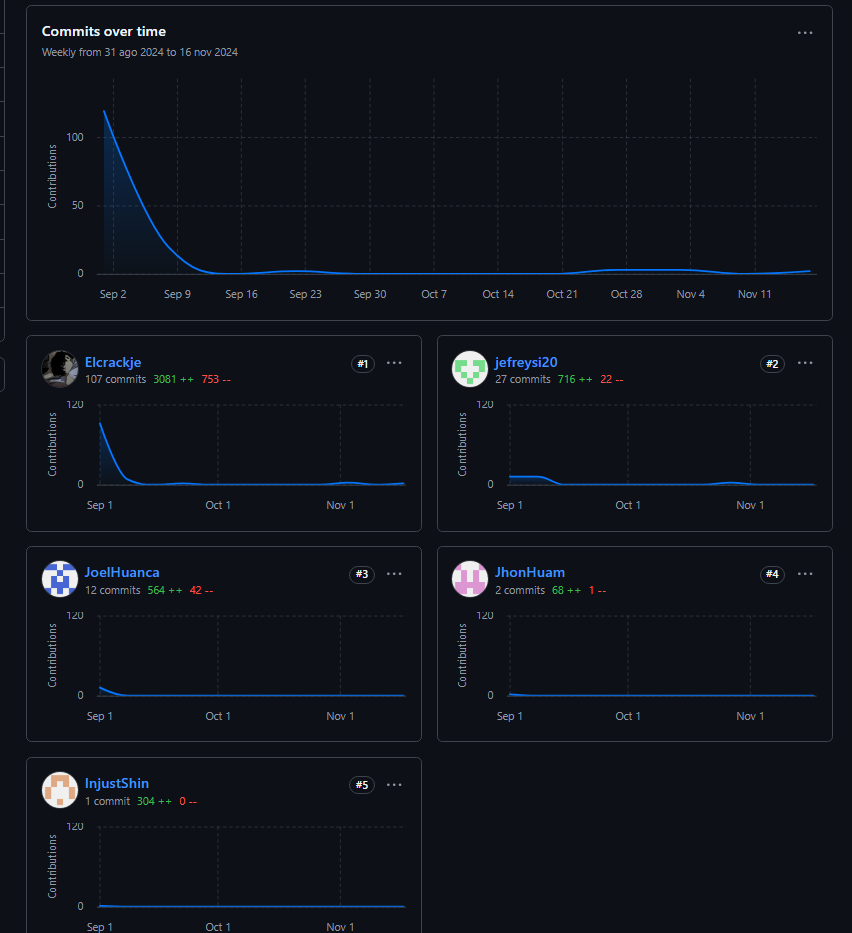 Commits over time
Weekly from 31 ago 2024 to 16 nov 2024
Contributions
100
50
0
Sep 2 Sep 9 Sep 16 Sep 23 Sep 30 Oct 7 Oct 14 Oct 21 Oct 28 Nov 4 Nov 11
Elcrackje #1
107 commits 3081 ++ 753 --
Contributions
120
0
Sep 1 Oct 1 Nov 1
jefreysi20 #2
27 commits 716 ++ 22 --
Contributions
120
0
Sep 1 Oct 1 Nov 1
JoelHuanca #3
12 commits 564 ++ 42 --
Contributions
120
0
Sep 1 Oct 1 Nov 1
JhonHuam #4
2 commits 68 ++ 1 --
Contributions
120
0
Sep 1 Oct 1 Nov 1
InjustShin #5
1 commit 304 ++ 0 --
Contributions
120
0
Sep 1 Oct 1 Nov 1